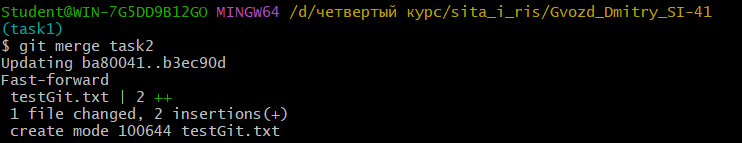 Student@WIN-7G5DD9B12GO MINGW64 /d/четвертый курс/sita_i_ris/Gvozd_Dmitry_SI-41
(task1)
$ git merge task2
Updating ba80041..b3ec90d
Fast-forward
 testGit.txt | 2 ++
 1 file changed, 2 insertions(+)
 create mode 100644 testGit.txt